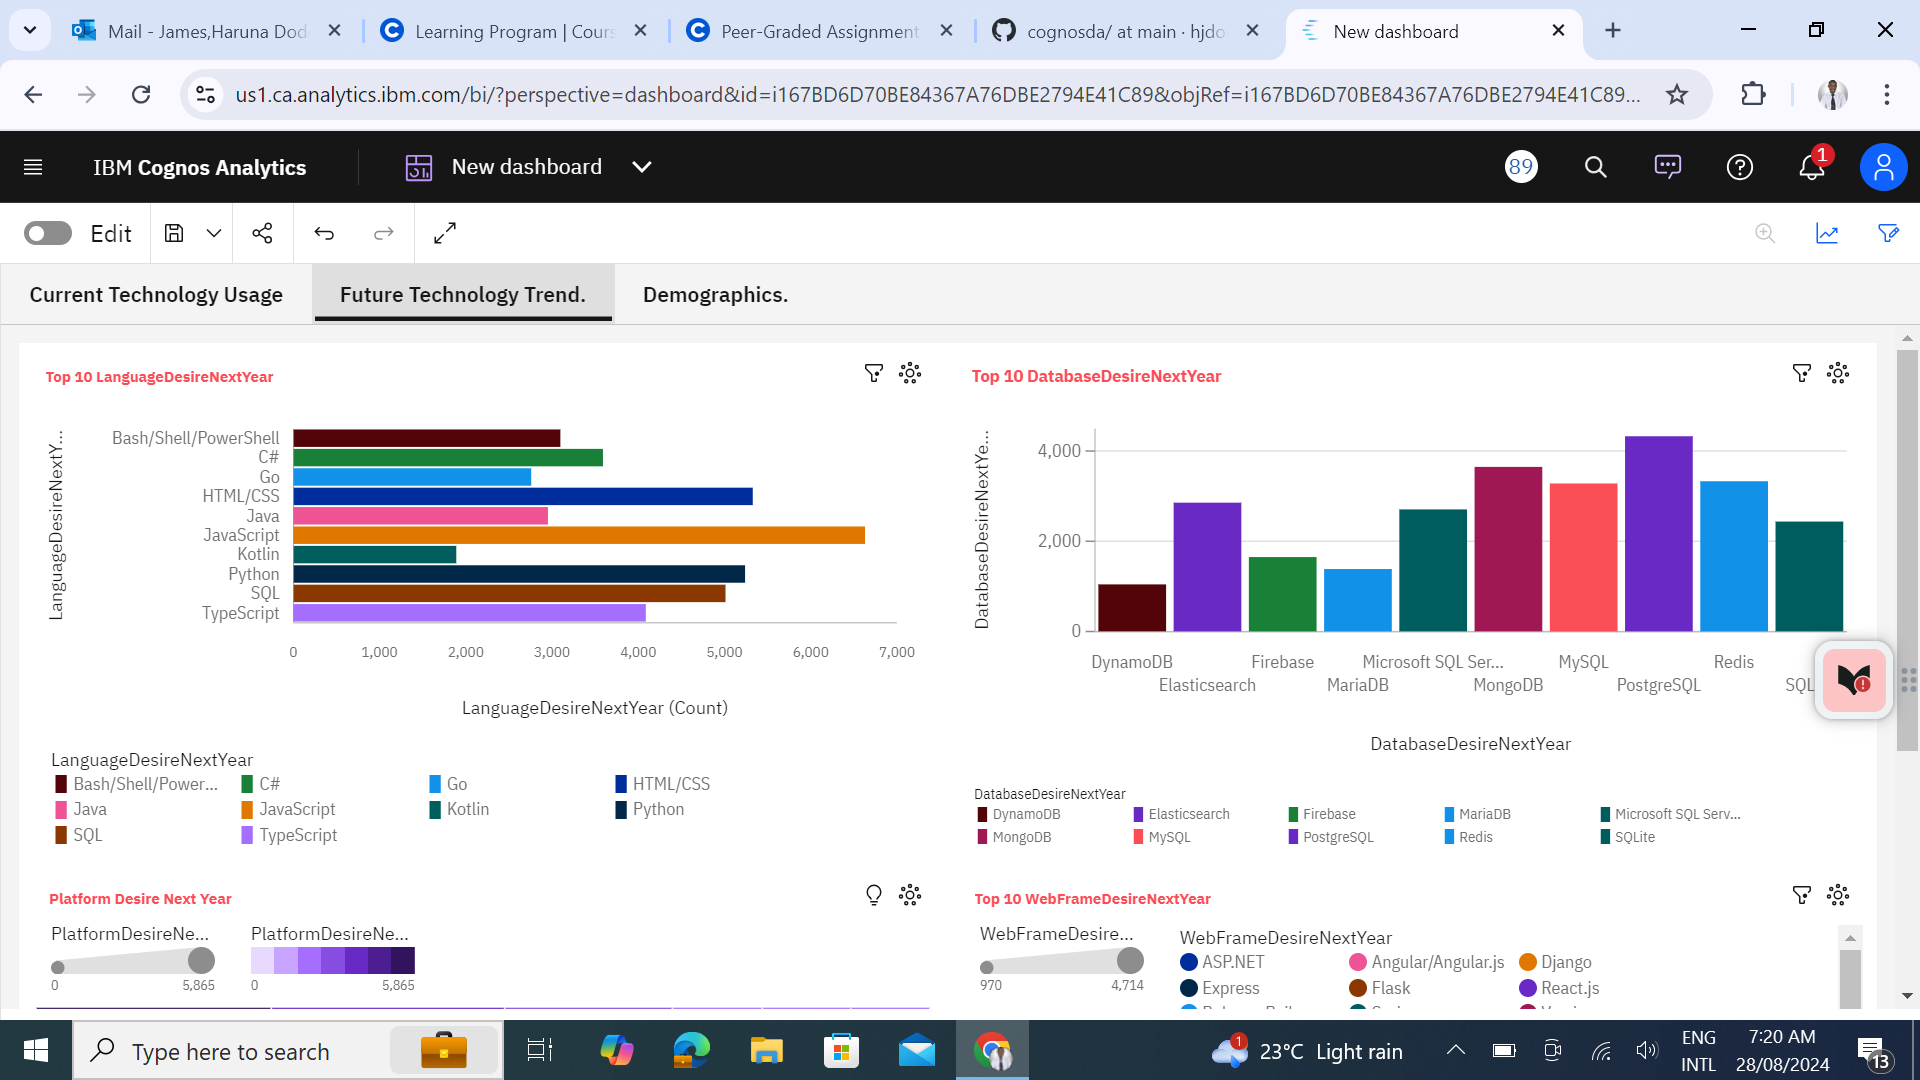 Mail - James,Haruna Dod
Learning Program | Cours
Peer-Graded Assignment
cognosda/ at main · hjdo
New dashboard
us1.ca.analytics.ibm.com/bi/?perspective=dashboard&id=i167BD6D70BE84367A76DBE2794E41C89&objRef=i167BD6D70BE84367A76DBE2794E41C89...
IBM Cognos Analytics
New dashboard
89
1
Edit
Current Technology Usage
Future Technology Trend.
Demographics.
Top 10 LanguageDesireNextYear
LanguageDesireNextY...
Bash/Shell/PowerShell
C#
Go
HTML/CSS
Java
JavaScript
Kotlin
Python
SQL
TypeScript
0 1,000 2,000 3,000 4,000 5,000 6,000 7,000
LanguageDesireNextYear (Count)
LanguageDesireNextYear
Bash/Shell/Power... C# Go HTML/CSS
Java JavaScript Kotlin Python
SQL TypeScript
Top 10 DatabaseDesireNextYear
DatabaseDesireNextYe...
4,000
2,000
0
DynamoDB Firebase Microsoft SQL Ser... MySQL Redis
Elasticsearch MariaDB MongoDB PostgreSQL SQL
DatabaseDesireNextYear
DatabaseDesireNextYear
DynamoDB Elasticsearch Firebase MariaDB Microsoft SQL Serv...
MongoDB MySQL PostgreSQL Redis SQLite
Platform Desire Next Year
PlatformDesireNe... PlatformDesireNe...
0 5,865 0 5,865
Top 10 WebFrameDesireNextYear
WebFrameDesire...
970 4,714
WebFrameDesireNextYear
ASP.NET Angular/Angular.js Django
Express Flask React.js
Type here to search
1
23°C Light rain
ENG
INTL
7:20 AM
28/08/2024
13